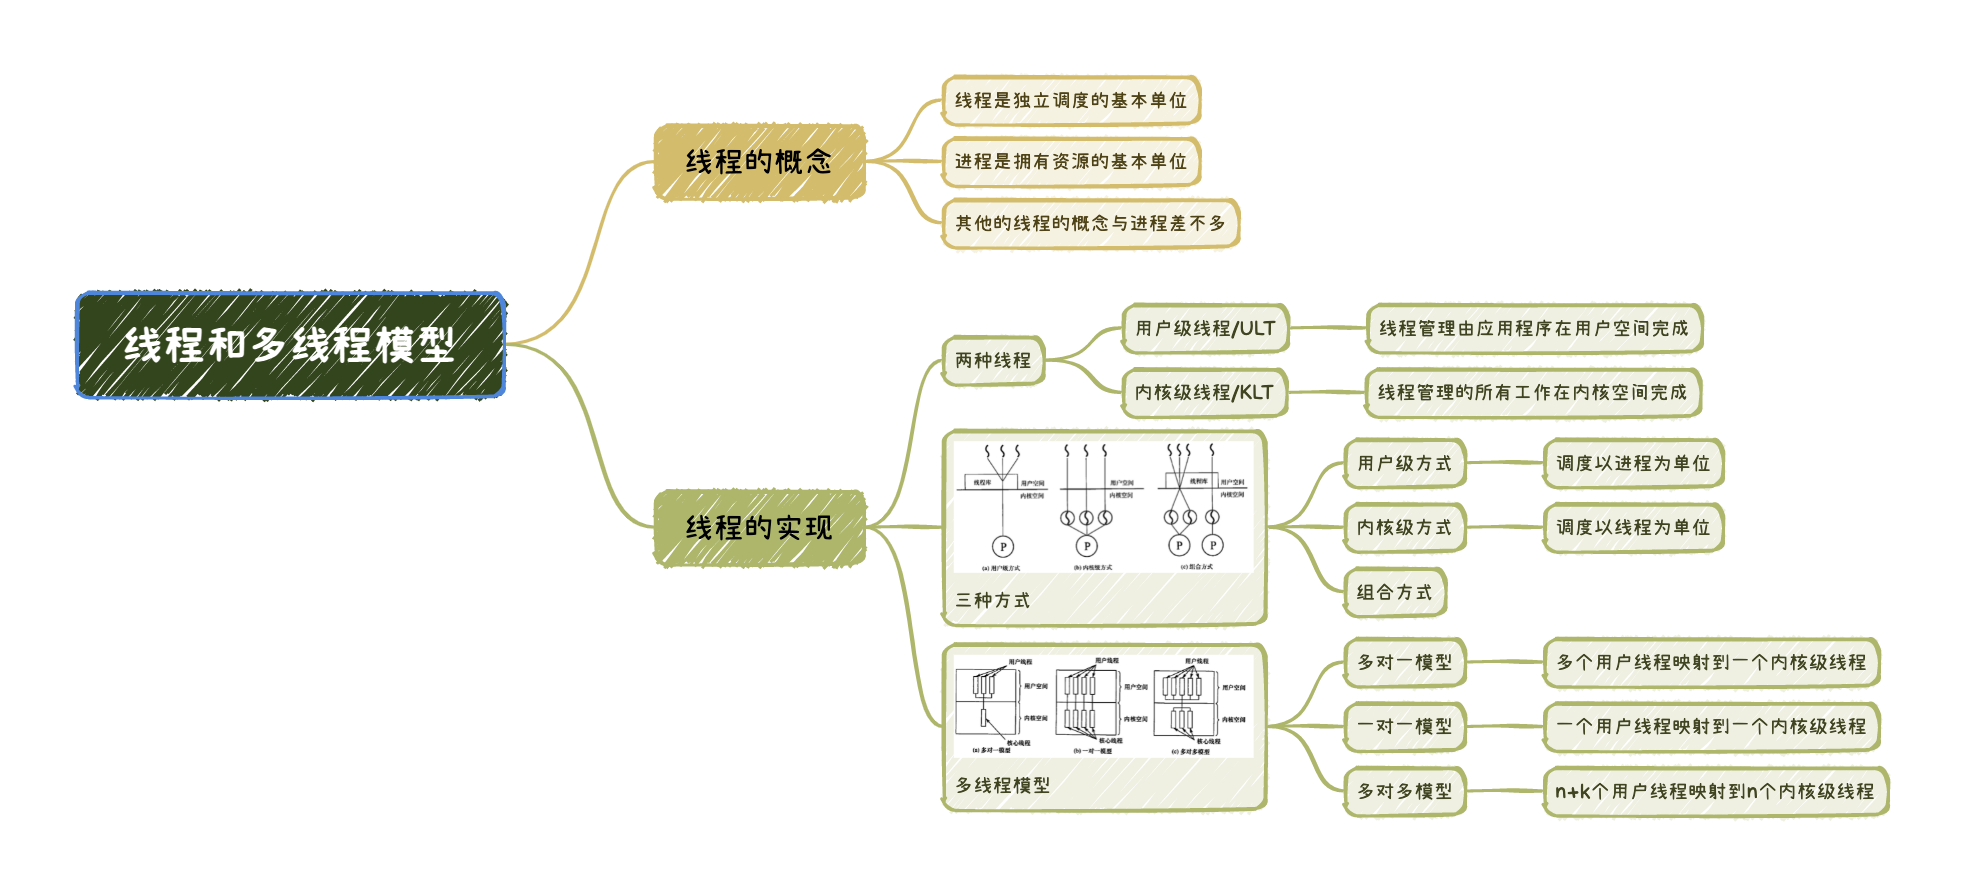 线程和多线程模型
线程的概念
线程是独立调度的基本单位
进程是拥有资源的基本单位
其他的线程的概念与进程差不多
线程的实现
两种线程
用户级线程/ULT
线程管理由应用程序在用户空间完成
内核级线程/KLT
线程管理的所有工作在内核空间完成
线程库
用户空间
内核空间
P
(a) 用户级方式
用户空间
内核空间
P
(b) 内核级方式
线程库
用户空间
内核空间
P
P
(c) 组合方式
三种方式
用户级方式
调度以进程为单位
内核级方式
调度以线程为单位
组合方式
用户线程
用户空间
内核空间
核心线程
(a) 多对一模型
用户线程
用户空间
内核空间
核心线程
(b) 一对一模型
用户线程
用户空间
内核空间
核心线程
(c) 多对多模型
多线程模型
多对一模型
多个用户线程映射到一个内核级线程
一对一模型
一个用户线程映射到一个内核级线程
多对多模型
n+k个用户线程映射到n个内核级线程